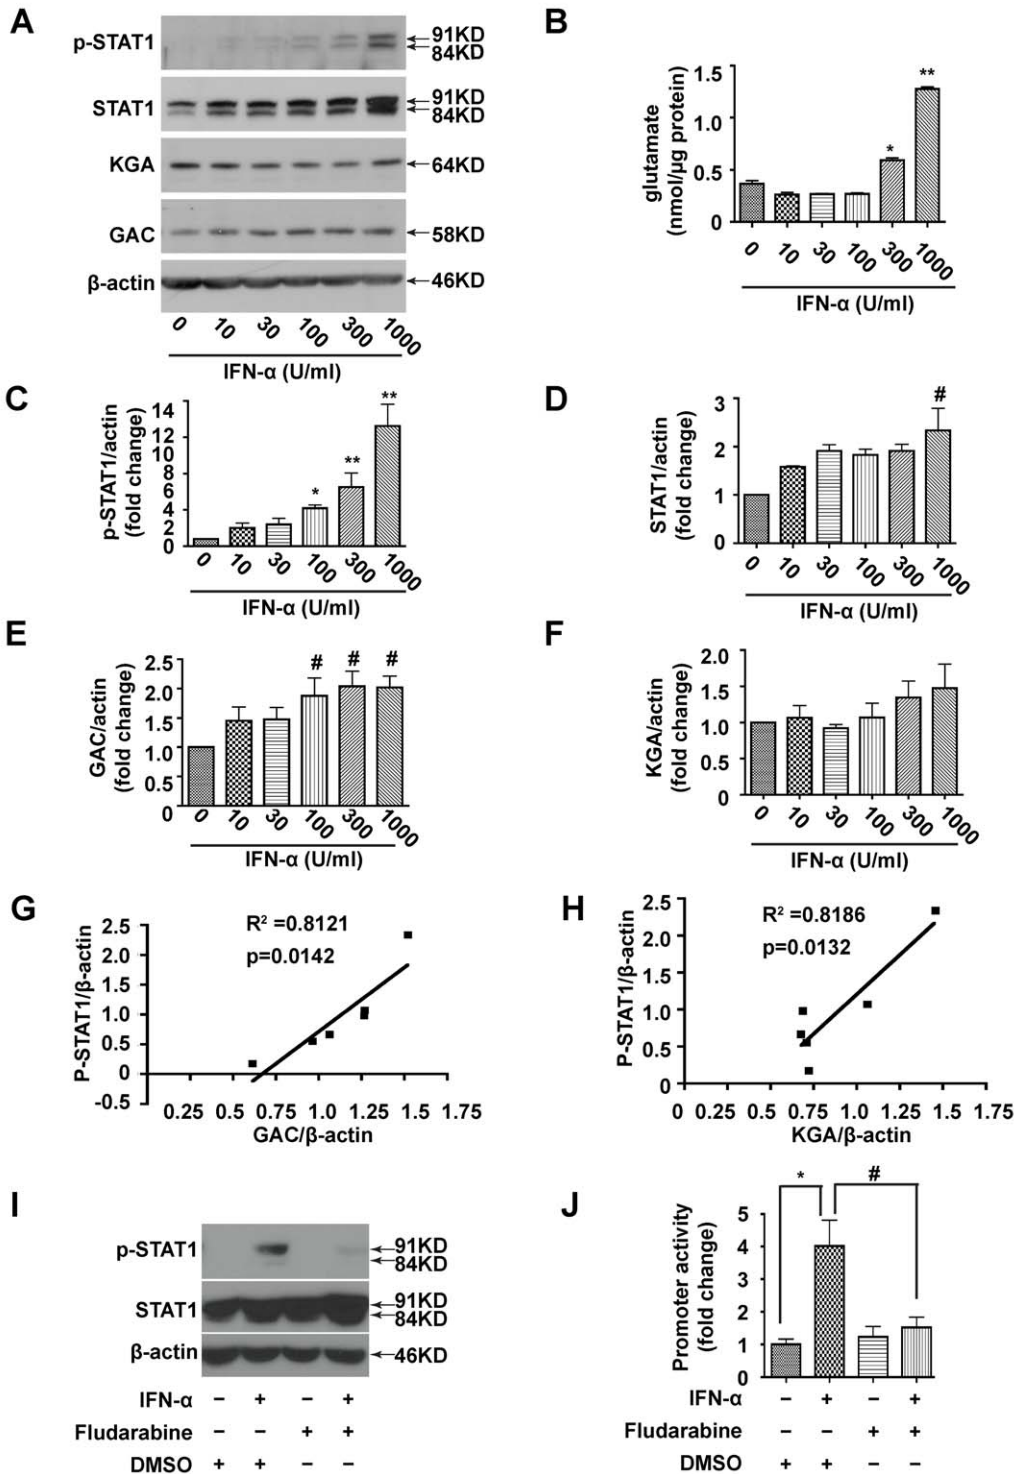 A
p-STAT1
91KD
84KD
STAT1
91KD
84KD
KGA
64KD
GAC
58KD
β-actin
46KD
0 10 30 100 300 1000
IFN-α (U/ml)
B
glutamate
(nmol/μg protein)
1.5
1.0
0.5
0
*
**
0 10 30 100 300 1000
IFN-α (U/ml)
C
p-STAT1/actin
(fold change)
14
12
10
8
6
4
2
0
*
**
**
0 10 30 100 300 1000
IFN-α (U/ml)
D
STAT1/actin
(fold change)
3
2
1
0
#
0 10 30 100 300 1000
IFN-α (U/ml)
E
GAC/actin
(fold change)
2.5
2.0
1.5
1.0
0.5
0
# # #
0 10 30 100 300 1000
IFN-α (U/ml)
F
KGA/actin
(fold change)
2.0
1.5
1.0
0.5
0
0 10 30 100 300 1000
IFN-α (U/ml)
G
P-STAT1/β-actin
R² =0.8121
p=0.0142
2.5
2.0
1.5
1.0
0.5
0
-0.5
0.25 0.5 1.0 1.25 1.75
GAC/β-actin
H
P-STAT1/β-actin
R² =0.8186
p=0.0132
2.5
2.0
1.5
1.0
0.5
0
0 0.25 0.5 0.75 1.0 1.25 1.5 1.75
KGA/β-actin
I
p-STAT1
91KD
84KD
STAT1
91KD
84KD
β-actin
46KD
IFN-α − + − +
Fludarabine − − + +
DMSO + + − −
J
Promoter activity
(fold change)
* #
5
4
3
2
1
0
IFN-α − + − +
Fludarabine − − + +
DMSO + + − −